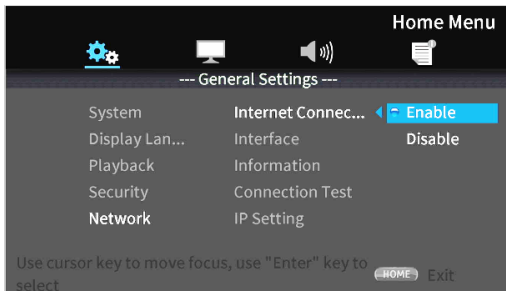 Home Menu
--- General Settings ---
System
Internet Connec...
Enable
Display Lan...
Interface
Disable
Playback
Information
Security
Connection Test
Network
IP Setting
Use cursor key to move focus, use "Enter" key to
select
HOME Exit